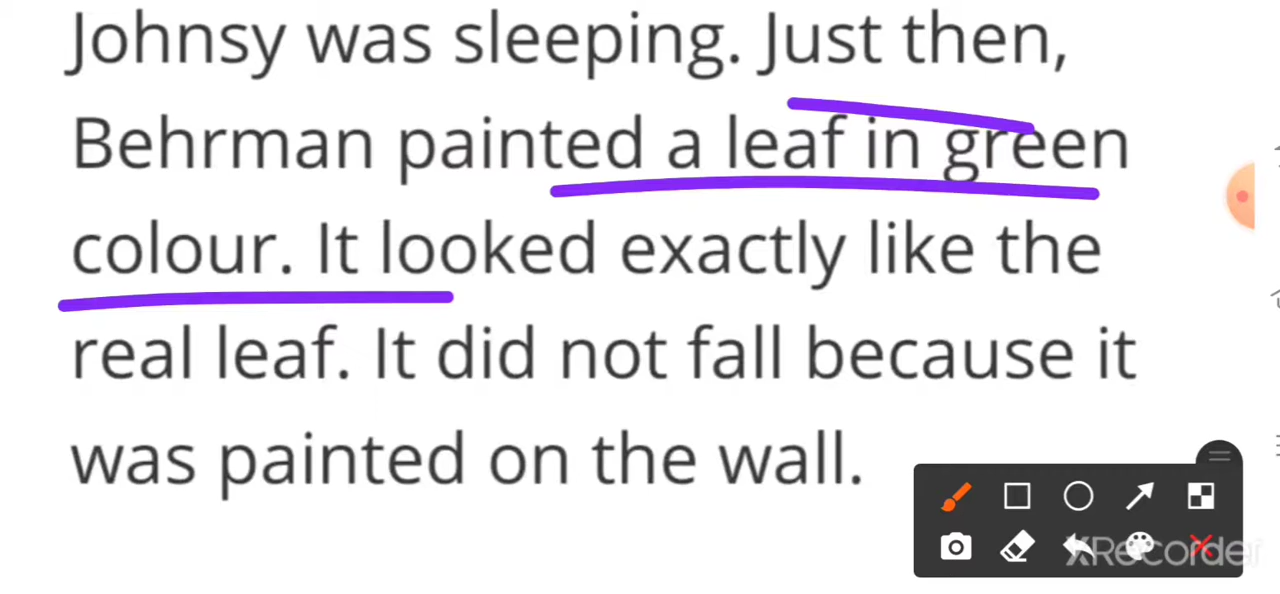 Johnsy was sleeping. Just then,
Behrman painted a leaf in green
colour. It looked exactly like the
real leaf. It did not fall because it
was painted on the wall.
XRecorder